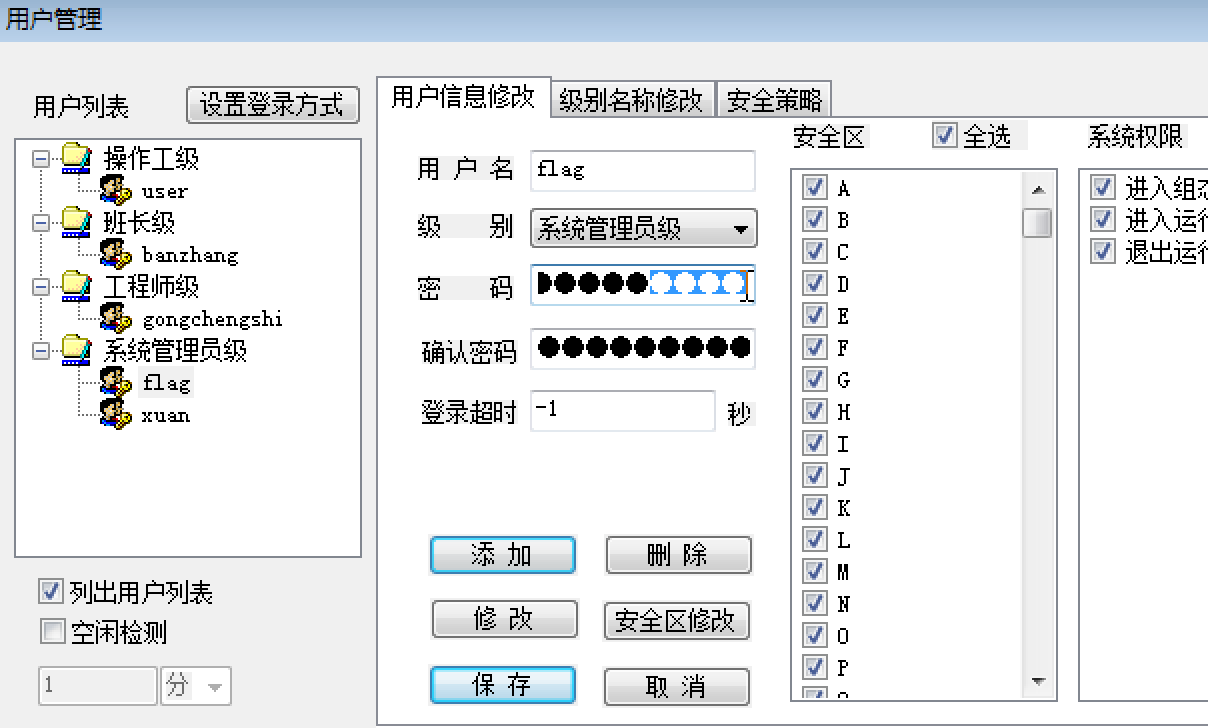 用户管理
用户列表
设置登录方式
操作工级
user
班长级
banzhang
工程师级
gongchengshi
系统管理员级
flag
xuan
列出用户列表
空闲检测
1
分
用户信息修改
级别名称修改
安全策略
用户名
flag
级别
系统管理员级
密码
确认密码
登录超时
-1
秒
添加
删除
修改
安全区修改
保存
取消
安全区
全选
A
B
C
D
E
F
G
H
I
J
K
L
M
N
O
P
系统权限
进入组态
进入运行
退出运行